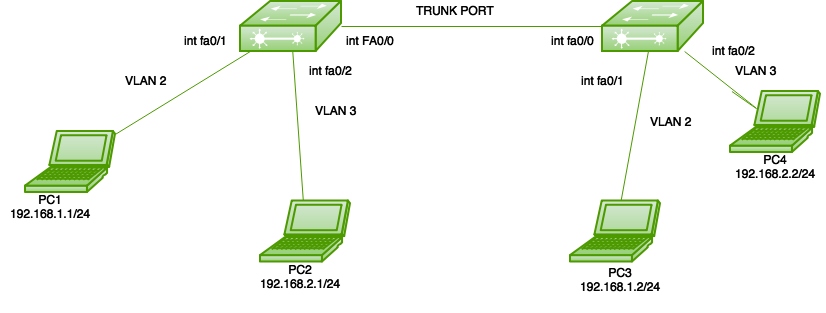 TRUNK PORT
int fa0/1
int FA0/0
int fa0/0
int fa0/2
int fa0/2
VLAN 3
VLAN 2
int fa0/1
VLAN 3
VLAN 2
PC1
192.168.1.1/24
PC4
192.168.2.2/24
PC2
192.168.2.1/24
PC3
192.168.1.2/24